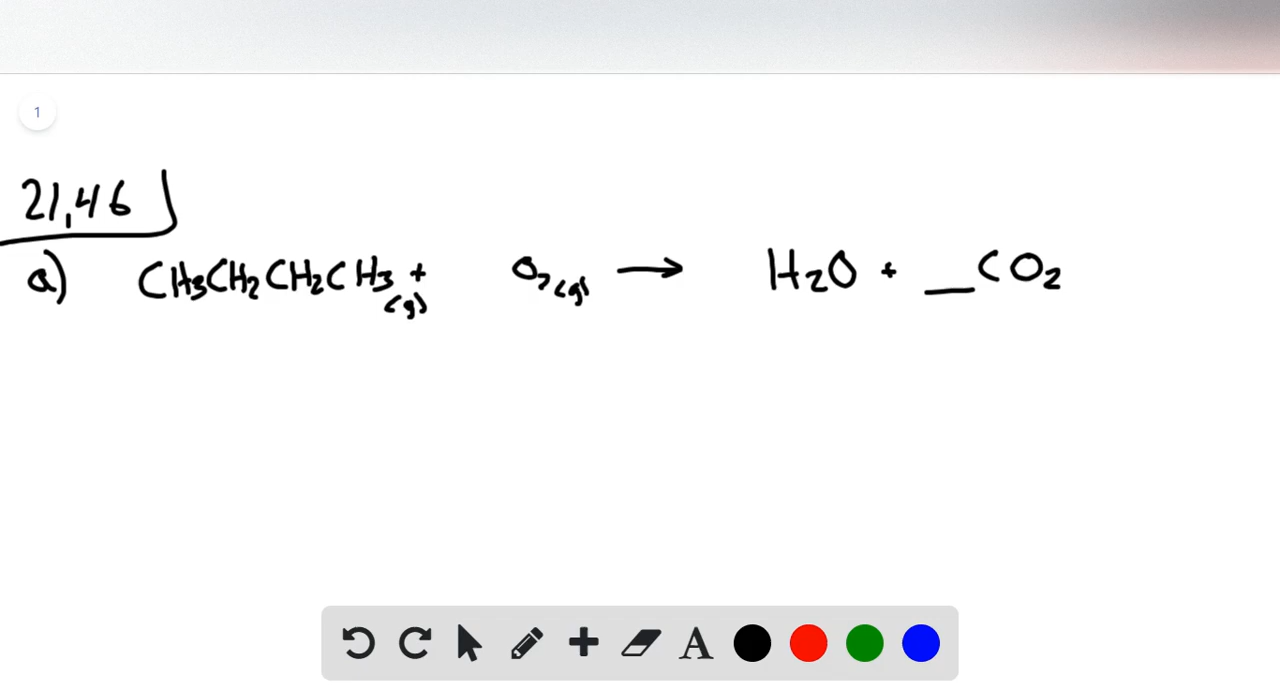 1
21,46
a) CH3CH2CH2CH3 (g) + O2 (g) → H2O + _CO2
A